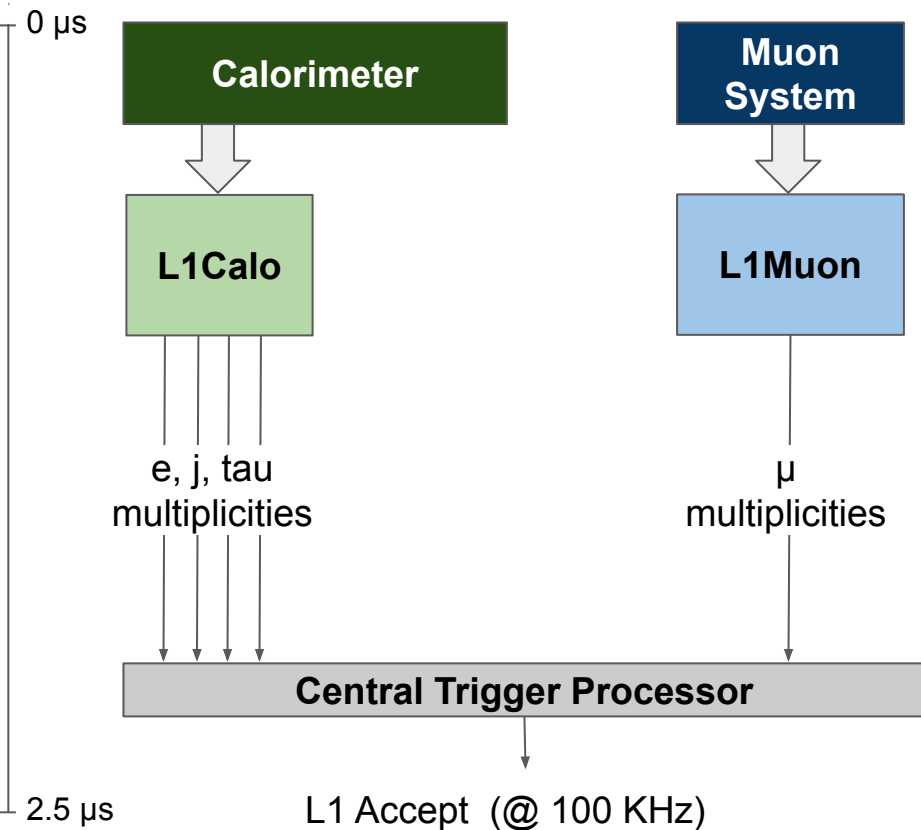 0 µs
Calorimeter
Muon
System
L1Calo
L1Muon
e, j, tau
multiplicities
µ
multiplicities
Central Trigger Processor
2.5 µs
L1 Accept (@ 100 KHz)